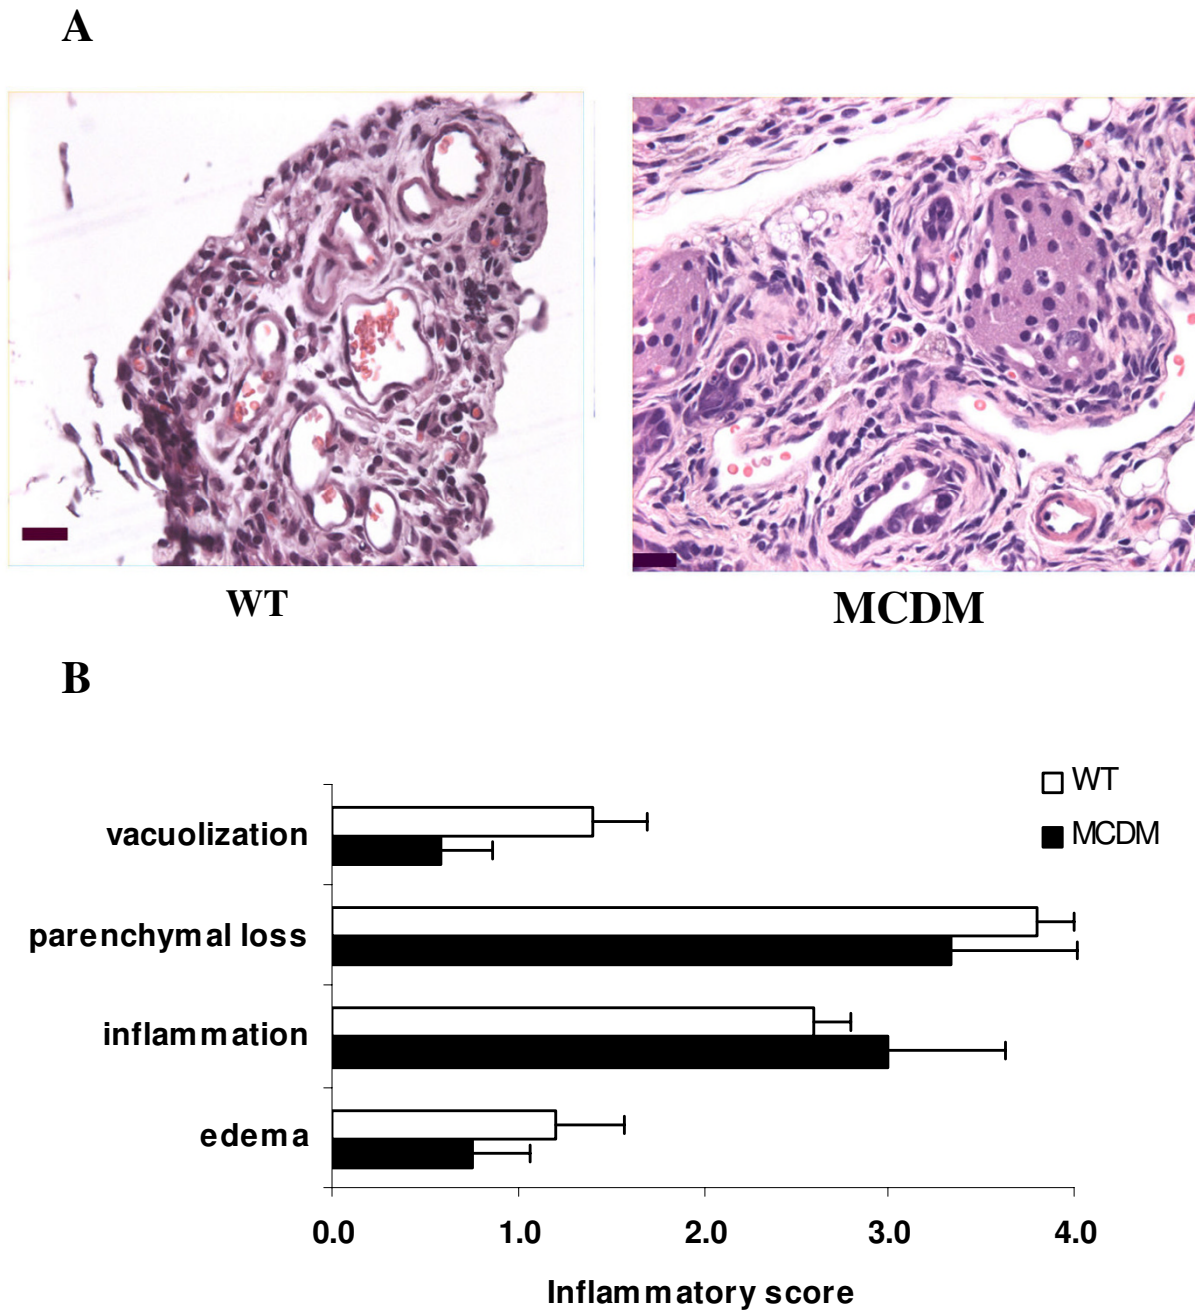 A
WT
MCDM
B
WT
MCDM
vacuolization
parenchymal loss
inflammation
edema
0.0 1.0 2.0 3.0 4.0
Inflammatory score